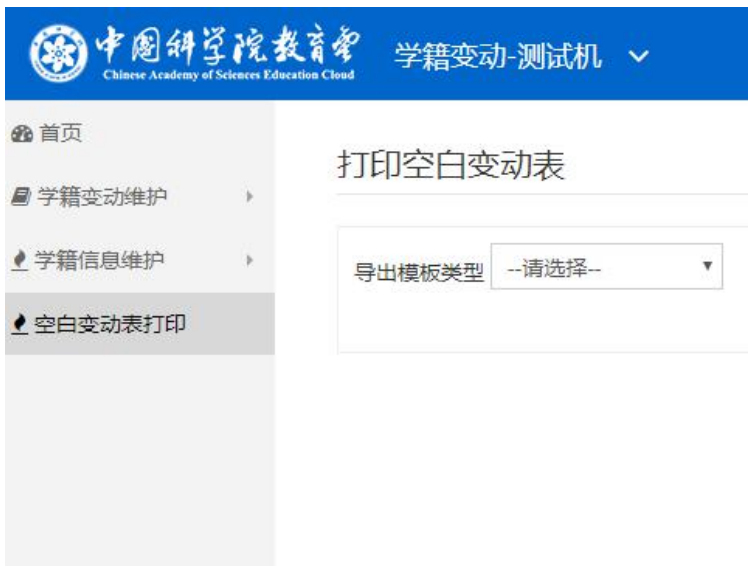 中国科学院教育云
Chinese Academy of Sciences Education Cloud
学籍变动-测试机
首页
学籍变动维护
学籍信息维护
空白变动表打印
打印空白变动表
导出模板类型 --请选择--